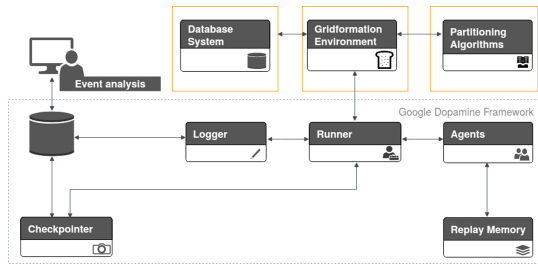 Database
System
Gridformation
Environment
Partitioning
Algorithms
Event analysis
Google Dopamine Framework
Logger
Runner
Agents
Checkpointer
Replay Memory